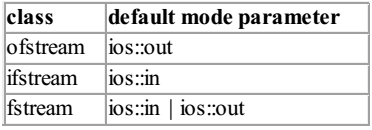 class default mode parameter
ofstream ios::out
ifstream ios::in
fstream ios::in | ios::out